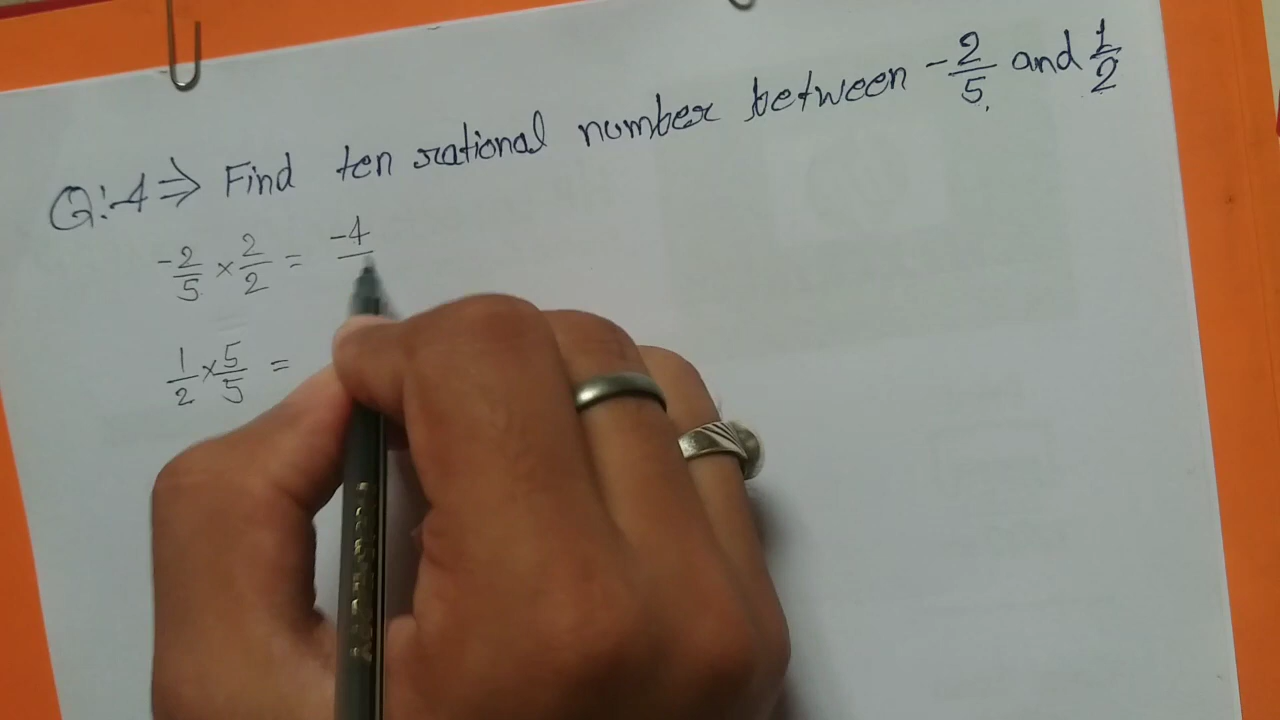 Q:4 ⇒ Find ten rational number between -2/5 and 1/2
-2/5 × 2/2 = -4
1/2 × 5/5 =